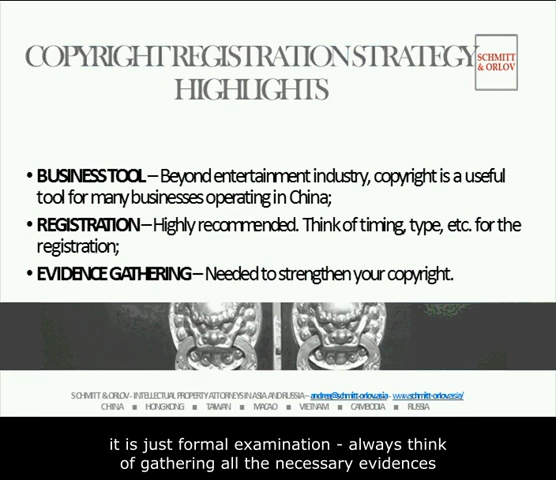 COPYRIGHT REGISTRATION STRATEGY
HIGHLIGHTS
SCHMITT
& ORLOV
• BUSINESS TOOL – Beyond entertainment industry, copyright is a useful
tool for many businesses operating in China;
• REGISTRATION – Highly recommended. Think of timing, type, etc. for the
registration;
• EVIDENCE GATHERING – Needed to strengthen your copyright.
SCHMITT & ORLOV - INTELLECTUAL PROPERTY ATTORNEYS IN ASIA AND RUSSIA – andrea@schmitt-orlov.asia - www.schmitt-orlov.asia/
CHINA ■ HONG KONG ■ TAIWAN ■ MACAO ■ VIETNAM ■ CAMBODIA ■ RUSSIA
it is just formal examination - always think
of gathering all the necessary evidences